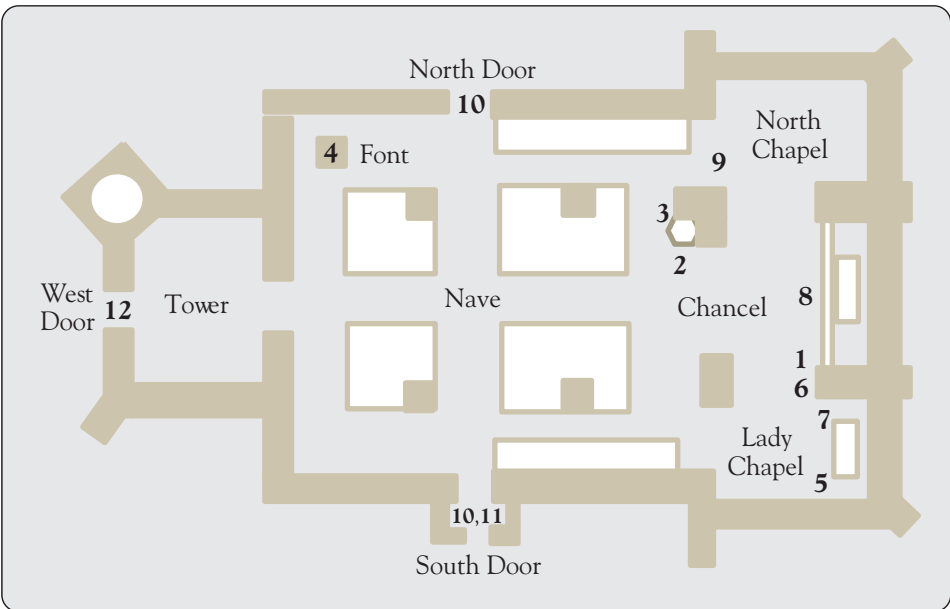 North Door
10
North
Chapel
4 Font
9
3
2
West
Door
12
Tower
Nave
Chancel
8
1
6
7
Lady
Chapel
5
10,11
South Door